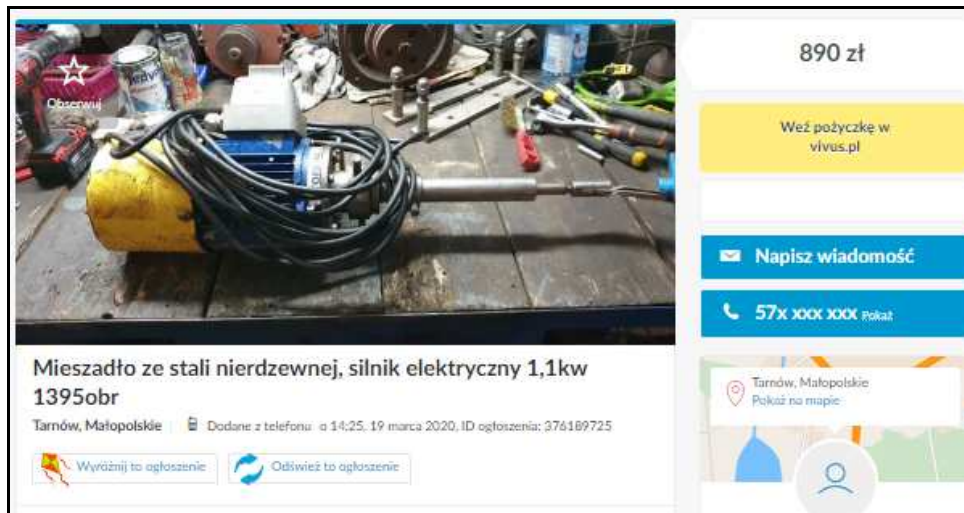 Obserwuj
890 zł
Weź pożyczkę w
vivus.pl
Napisz wiadomość
57x xxx xxx Pokaż
Mieszadło ze stali nierdzewnej, silnik elektryczny 1,1kw
1395obr
Tarnów, Małopolskie
Dodane z telefonu o 14:25, 19 marca 2020, ID ogłoszenia: 376189725
Wyróżnij to ogłoszenie
Odśwież to ogłoszenie
Tarnów, Małopolskie
Pokaż na mapie